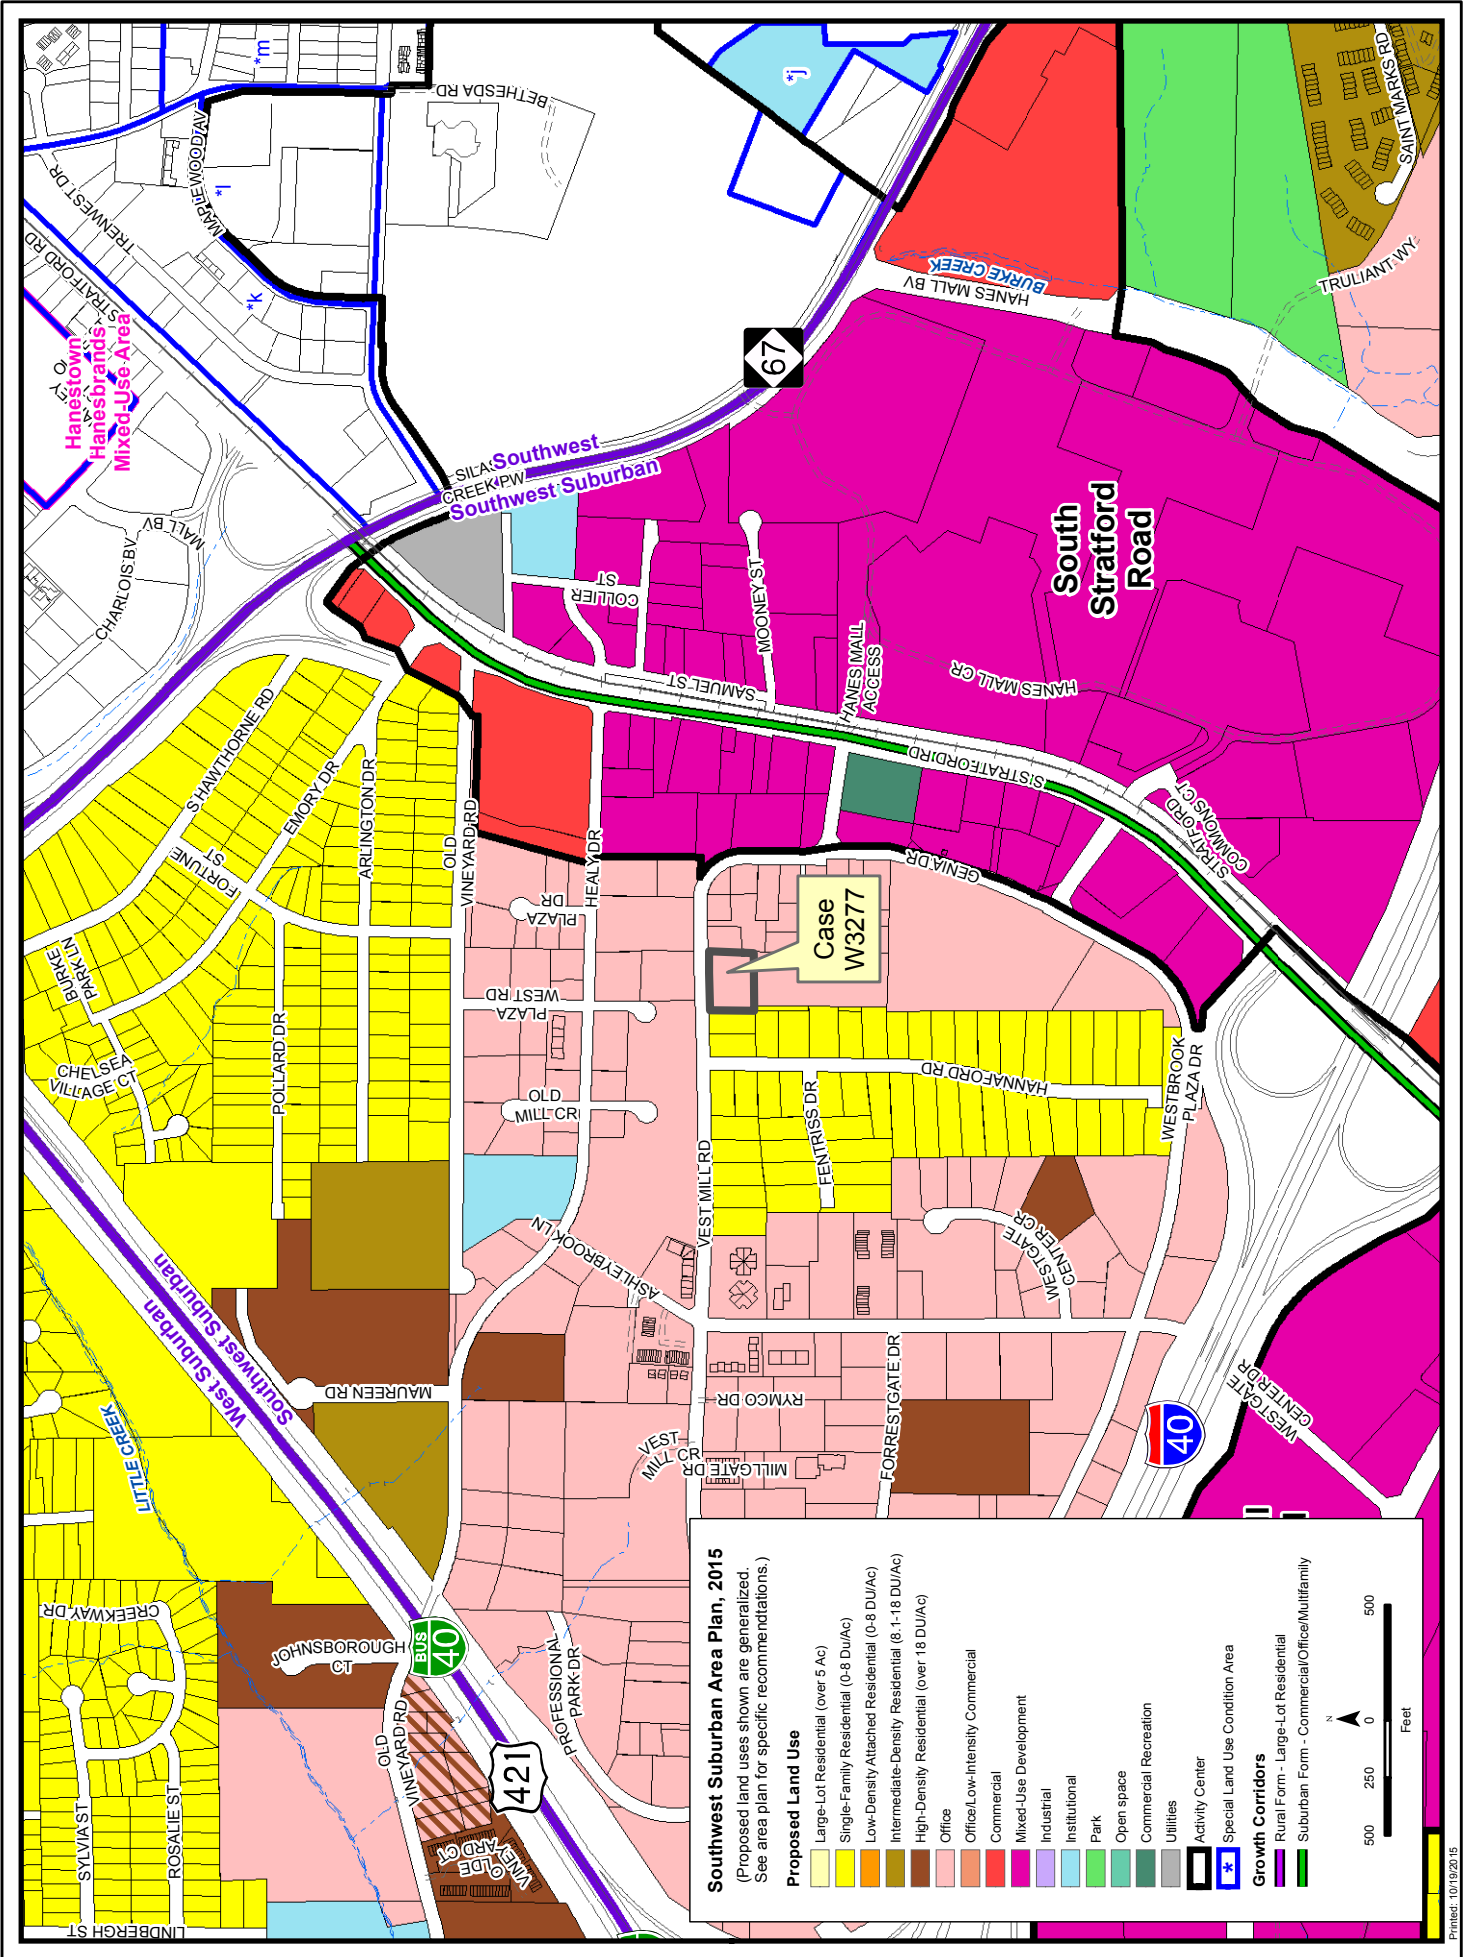 Southwest Suburban Area Plan, 2015
(Proposed land uses shown are generalized.
See area plan for specific recommendtations.)
Proposed Land Use
Large-Lot Residential (over 5 Ac)
Single-Family Residential (0-8 Du/Ac)
Low-Density Attached Residential (0-8 DU/Ac)
Intermediate-Density Residential (8.1-18 DU/Ac)
High-Density Residential (over 18 DU/Ac)
Office
Office/Low-Intensity Commercial
Commercial
Mixed-Use Development
Industrial
Institutional
Park
Open space
Commercial Recreation
Utilities
Activity Center
* Special Land Use Condition Area
Growth Corridors
Rural Form - Large-Lot Residential
Suburban Form - Commercial/Office/Multifamily
N
500
250
0
500
Feet
Printed: 10/19/2015
LINDBERGH ST
SYLVIA ST
ROSALIE ST
CREEKWAY DR
LITTLE CREEK
JOHNSBOROUGH
CT
OLD
VINEYARD RD
OLDE
VINEYARD CT
421
BUS
40
PROFESSIONAL
PARK DR
West Suburban
Southwest Suburban
MAUREEN RD
CHELSEA
VILLAGE CT
BURKE
PARK LN
POLLARD DR
FORTUNE
ST
S HAWTHORNE RD
EMORY DR
ARLINGTON DR
OLD
VINEYARD RD
HEALY DR
PLAZA
DR
PLAZA
WEST RD
OLD
MILL CR
ASHLEYBROOK LN
VEST MILL RD
VEST
MILL CR
MILLGATE DR
RYMCO DR
FORRESTGATE DR
WESTGATE
CENTER CR
WESTGATE
CENTER DR
40
FENTRISS DR
HANNAFORD RD
WESTBROOK
PLAZA DR
Case
W3277
GENIA DR
S STRATFORD RD
STRATFORD
COMMONS CT
HANES MALL
ACCESS
HANES MALL CR
SAMUEL ST
MOONEY ST
COLLIER
ST
South
Stratford
Road
Southwest
Southwest Suburban
CREEK PW
67
HANES MALL BV
BURKE CREEK
TRULIANT WY
SAINT MARKS RD
BETHESDA RD
MAPLEWOOD AV
TRENWEST DR
STRATFORD RD
Hanestown
Hanesbrands
Mixed-Use Area
CHARLOIS BV
MALL BV
*j
*k
*l
*m